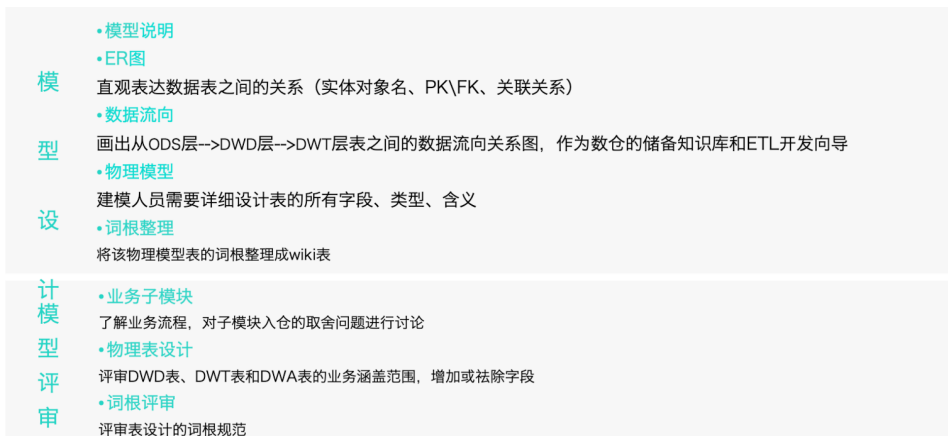 模型设计
•模型说明
•ER图
直观表达数据表之间的关系（实体对象名、PK\FK、关联关系）
•数据流向
画出从ODS层-->DWD层-->DWT层表之间的数据流向关系图，作为数仓的储备知识库和ETL开发向导
•物理模型
建模人员需要详细设计表的所有字段、类型、含义
•词根整理
将该物理模型表的词根整理成wiki表
模型评审
•业务子模块
了解业务流程，对子模块入仓的取舍问题进行讨论
•物理表设计
评审DWD表、DWT表和DWA表的业务涵盖范围，增加或祛除字段
•词根评审
评审表设计的词根规范